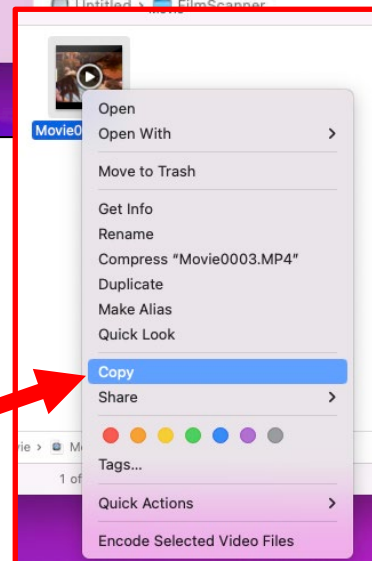 Untitled › FilmScanner
Movie
Movie0
Open
Open With
Move to Trash
Get Info
Rename
Compress “Movie0003.MP4”
Duplicate
Make Alias
Quick Look
Copy
Share
Tags...
1 of
Quick Actions
Encode Selected Video Files